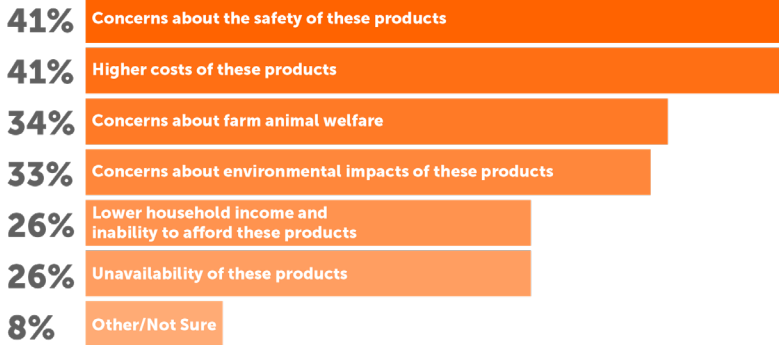 41% Concerns about the safety of these products
41% Higher costs of these products
34% Concerns about farm animal welfare
33% Concerns about environmental impacts of these products
26% Lower household income and
inability to afford these products
26% Unavailability of these products
8% Other/Not Sure